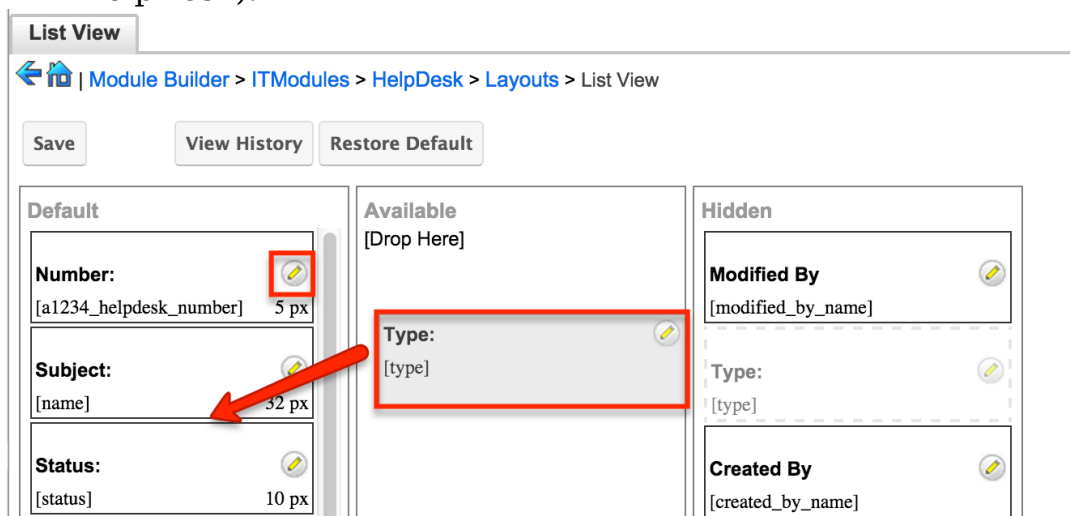 List View
| Module Builder > ITModules > HelpDesk > Layouts > List View
Save View History Restore Default
Default
Number:
[a1234_helpdesk_number] 5 px
Subject:
[name] 32 px
Status:
[status] 10 px
Available
[Drop Here]
Type:
[type]
Hidden
Modified By
[modified_by_name]
Type:
[type]
Created By
[created_by_name]